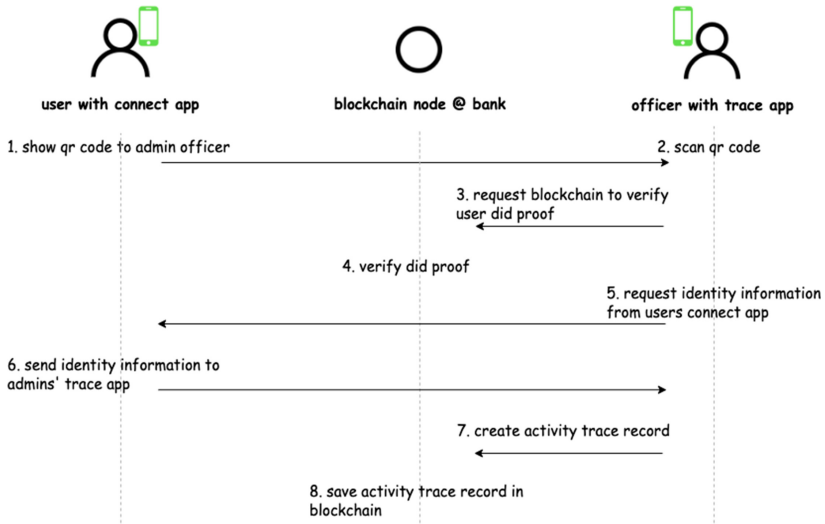 user with connect app
blockchain node @ bank
officer with trace app
1. show qr code to admin officer
2. scan qr code
3. request blockchain to verify
user did proof
4. verify did proof
5. request identity information
from users connect app
6. send identity information to
admins' trace app
7. create activity trace record
8. save activity trace record in
blockchain